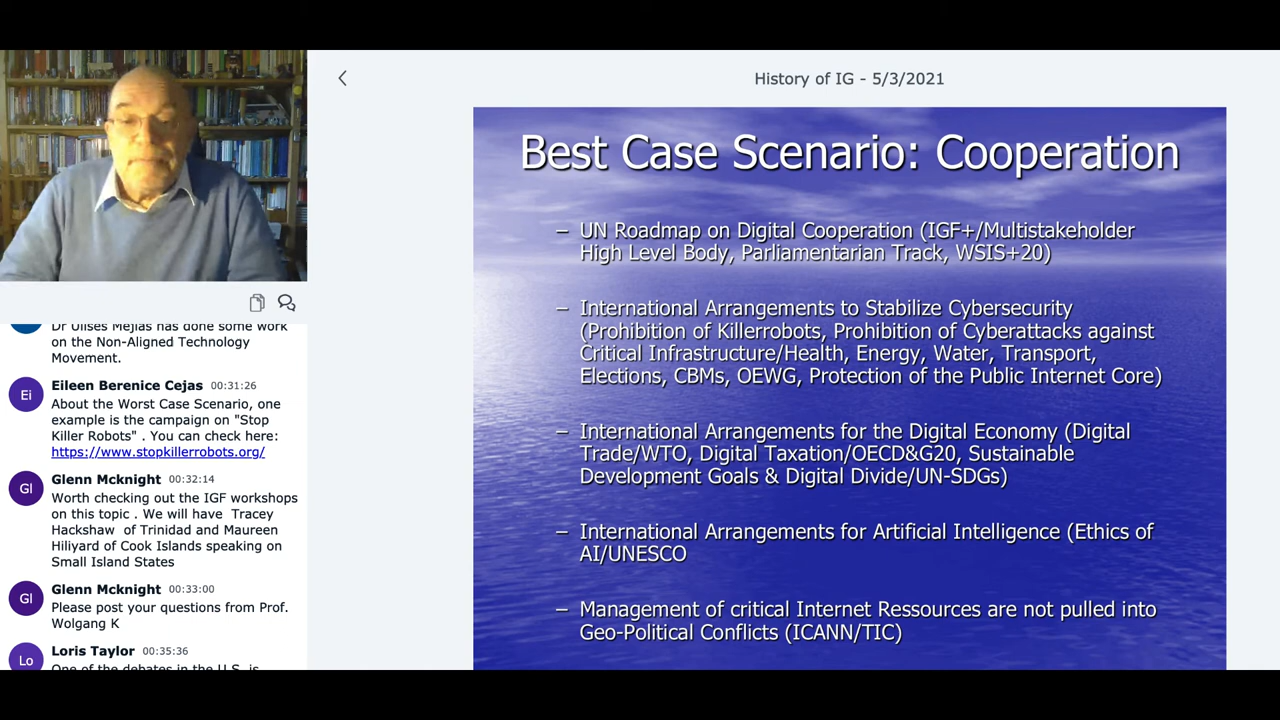 History of IG - 5/3/2021
Best Case Scenario: Cooperation
– UN Roadmap on Digital Cooperation (IGF+/Multistakeholder
High Level Body, Parliamentarian Track, WSIS+20)
– International Arrangements to Stabilize Cybersecurity
(Prohibition of Killerrobots, Prohibition of Cyberattacks against
Critical Infrastructure/Health, Energy, Water, Transport,
Elections, CBMs, OEWG, Protection of the Public Internet Core)
– International Arrangements for the Digital Economy (Digital
Trade/WTO, Digital Taxation/OECD&G20, Sustainable
Development Goals & Digital Divide/UN-SDGs)
– International Arrangements for Artificial Intelligence (Ethics of
AI/UNESCO
– Management of critical Internet Ressources are not pulled into
Geo-Political Conflicts (ICANN/TIC)
Dr Ulises Mejias has done some work
on the Non-Aligned Technology
Movement.
Ei
Eileen Berenice Cejas 00:31:26
About the Worst Case Scenario, one
example is the campaign on "Stop
Killer Robots" . You can check here:
https://www.stopkillerrobots.org/
Gl
Glenn Mcknight 00:32:14
Worth checking out the IGF workshops
on this topic . We will have Tracey
Hackshaw of Trinidad and Maureen
Hiliyard of Cook Islands speaking on
Small Island States
Gl
Glenn Mcknight 00:33:00
Please post your questions from Prof.
Wolgang K
Lo
Loris Taylor 00:35:36
One of the debates in the U.S. is